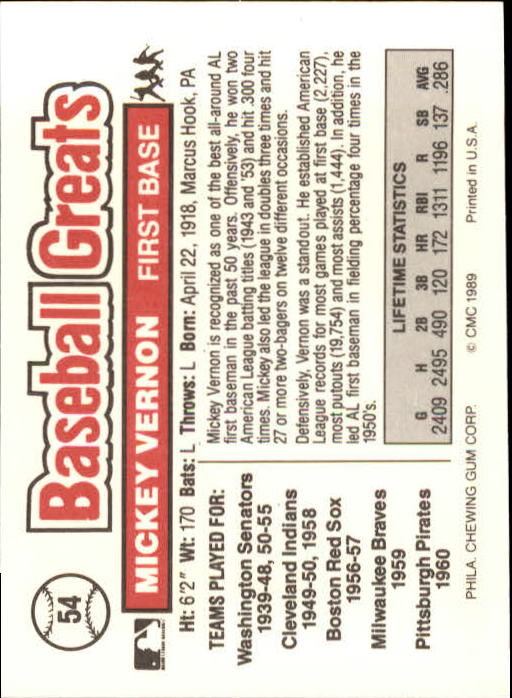 54
Baseball Greats
MICKEY VERNON FIRST BASE
Ht: 6'2" Wt: 170 Bats: L Throws: L Born: April 22, 1918, Marcus Hook, PA
TEAMS PLAYED FOR:
Washington Senators
1939-48, 50-55
Cleveland Indians
1949-50, 1958
Boston Red Sox
1956-57
Milwaukee Braves
1959
Pittsburgh Pirates
1960
Mickey Vernon is recognized as one of the best all-around AL
first baseman in the past 50 years. Offensively, he won two
American League batting titles (1943 and '53) and hit .300 four
times. Mickey also led the league in doubles three times and hit
27 or more two-bagers on twelve different occasions.
Defensively, Vernon was a standout. He established American
League records for most games played at first base (2,227),
most putouts (19,754) and most assists (1,444). In addition, he
led AL first baseman in fielding percentage four times in the
1950's.
LIFETIME STATISTICS
G H 2B 3B HR RBI R SB AVG
2409 2495 490 120 172 1311 1196 137 .286
PHILA. CHEWING GUM CORP. © CMC 1989 Printed in U.S.A.